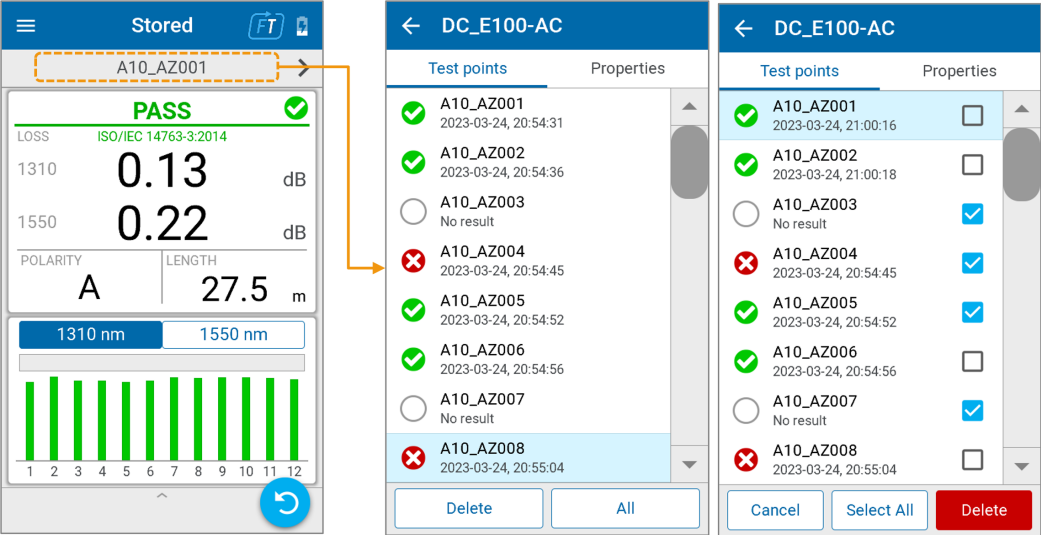 Stored
FT
A10_AZ001
PASS
LOSS
ISO/IEC 14763-3:2014
1310
0.13
dB
1550
0.22
dB
POLARITY
A
LENGTH
27.5
m
1310 nm
1550 nm
1 2 3 4 5 6 7 8 9 10 11 12
DC_E100-AC
Test points
Properties
A10_AZ001
2023-03-24, 20:54:31
A10_AZ002
2023-03-24, 20:54:36
A10_AZ003
No result
A10_AZ004
2023-03-24, 20:54:45
A10_AZ005
2023-03-24, 20:54:52
A10_AZ006
2023-03-24, 20:54:56
A10_AZ007
No result
A10_AZ008
2023-03-24, 20:55:04
Delete
All
DC_E100-AC
Test points
Properties
A10_AZ001
2023-03-24, 21:00:16
A10_AZ002
2023-03-24, 21:00:18
A10_AZ003
No result
A10_AZ004
2023-03-24, 20:54:45
A10_AZ005
2023-03-24, 20:54:52
A10_AZ006
2023-03-24, 20:54:56
A10_AZ007
No result
A10_AZ008
2023-03-24, 20:55:04
Cancel
Select All
Delete